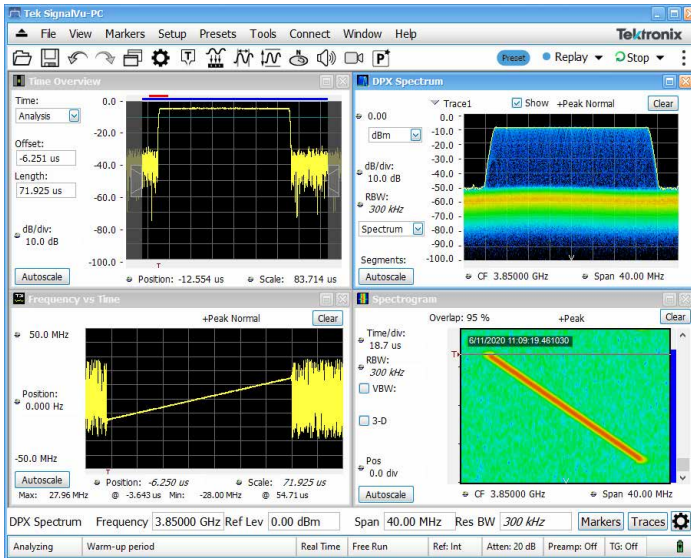 Tek SignalVu-PC
File View Markers Setup Presets Tools Connect Window Help
Tektronix
Preset Replay Stop
Time Overview
Time:
Analysis
Offset:
-6.251 us
Length:
71.925 us
dB/div:
10.0 dB
Autoscale
0.0
-20.0
-40.0
-60.0
-80.0
-100.0
T
Position: -12.554 us Scale: 83.714 us
DPX Spectrum
Trace1 Show +Peak Normal Clear
0.00
dBm
dB/div:
10.0 dB
RBW:
300 kHz
Spectrum
Segments:
Autoscale
0.0
-10.0
-20.0
-30.0
-40.0
-50.0
-60.0
-70.0
-80.0
-90.0
-100.0
CF 3.85000 GHz Span 40.00 MHz
Frequency vs Time
+Peak Normal Clear
50.0 MHz
Position:
0.000 Hz
-50.0 MHz
Autoscale
T
Position: -6.250 us Scale: 71.925 us
Max: 27.96 MHz @ -3.643 us Min: -28.00 MHz @ 54.71 us
Spectrogram
Overlap: 95 % +Peak Clear
Time/div:
18.7 us
RBW:
300 kHz
VBW:
3-D
Pos
0.0 div
Autoscale
T
6/11/2020 11:09:19.461030
CF 3.85000 GHz Span 40.00 MHz
DPX Spectrum Frequency 3.85000 GHz Ref Lev 0.00 dBm Span 40.00 MHz Res BW 300 kHz Markers Traces
Analyzing Warm-up period Real Time Free Run Ref: Int Atten: 20 dB Preamp: Off TG: Off